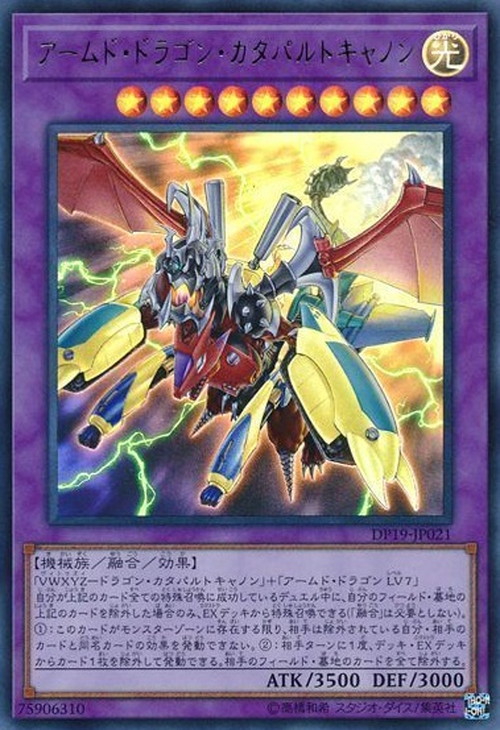 アームド・ドラゴン・カタパルトキャノン
光
DP19-JP021
【機械族／融合／効果】
「VWXYZ－ドラゴン・カタパルトキャノン」＋「アームド・ドラゴン LV7」
自分が上記のカード全ての特殊召喚に成功しているデュエル中に、自分のフィールド・墓地の
上記のカードを除外した場合のみ、EXデッキから特殊召喚できる（「融合」は必要としない）。
①：このカードがモンスターゾーンに存在する限り、相手は除外されている自分・相手の
カードと同名カードの効果を発動できない。②：相手ターンに1度、デッキ・EXデッキ
からカード1枚を除外して発動できる。相手のフィールド・墓地のカードを全て除外する。
ATK/3500 DEF/3000
75906310 ©高橋和希 スタジオ・ダイス/集英社